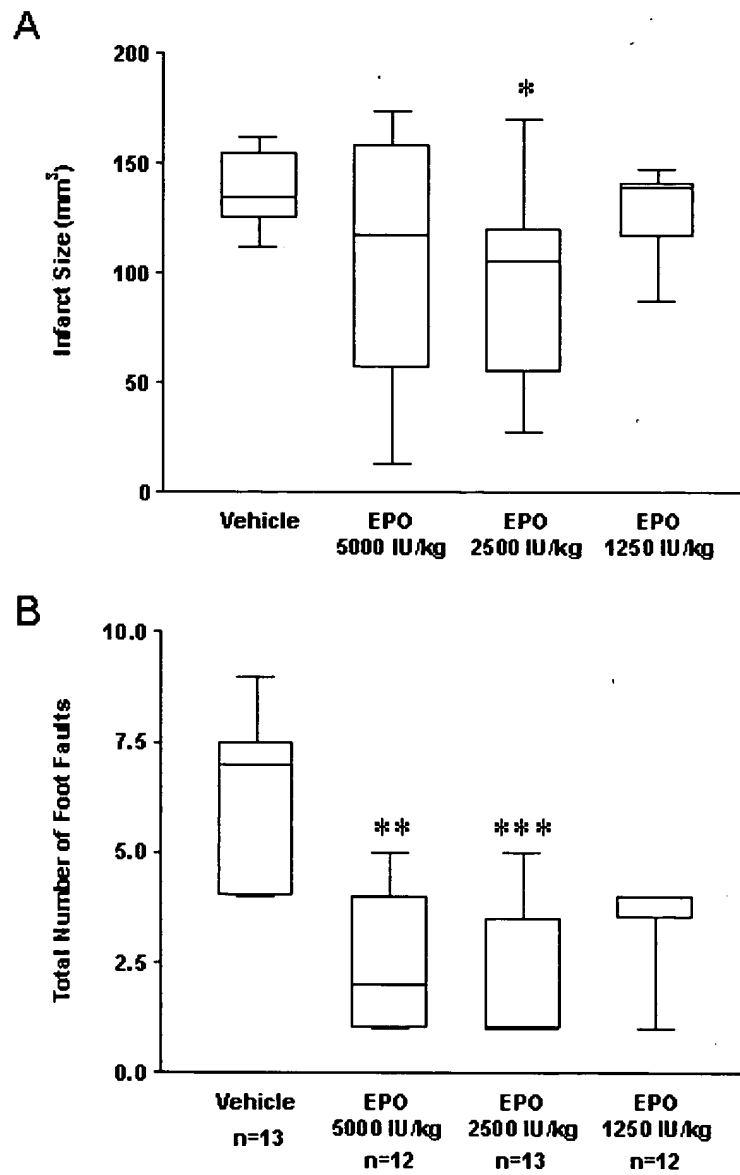 A
200
*
150
100
50
0
Infarct Size (mm³)
Vehicle EPO EPO EPO
5000 IU/kg 2500 IU/kg 1250 IU/kg
B
10.0
7.5
** ***
5.0
2.5
0.0
Total Number of Foot Faults
Vehicle EPO EPO EPO
5000 IU/kg 2500 IU/kg 1250 IU/kg
n=13 n=12 n=13 n=12